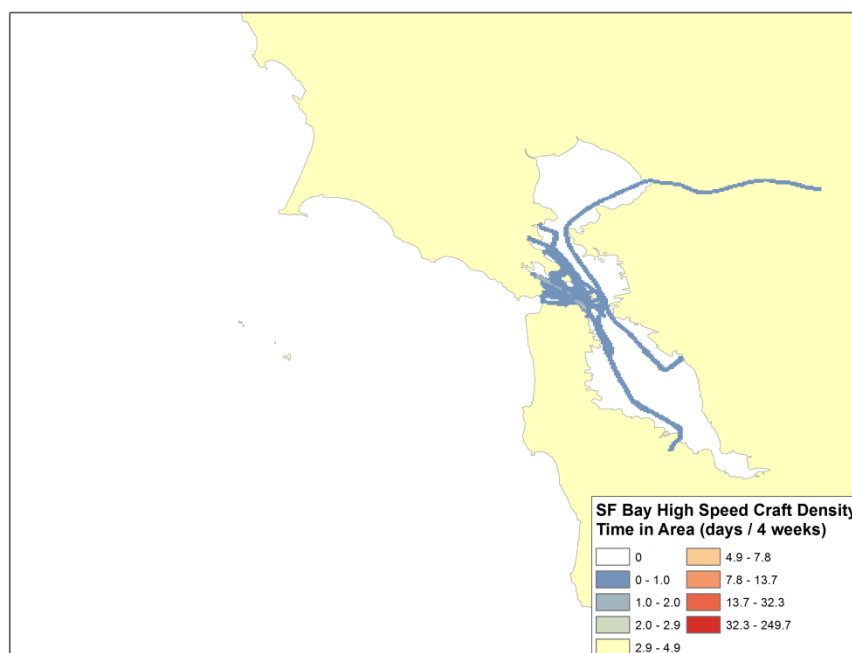 SF Bay High Speed Craft Density
Time in Area (days / 4 weeks)
0
4.9 - 7.8
0 - 1.0
7.8 - 13.7
1.0 - 2.0
13.7 - 32.3
2.0 - 2.9
32.3 - 249.7
2.9 - 4.9